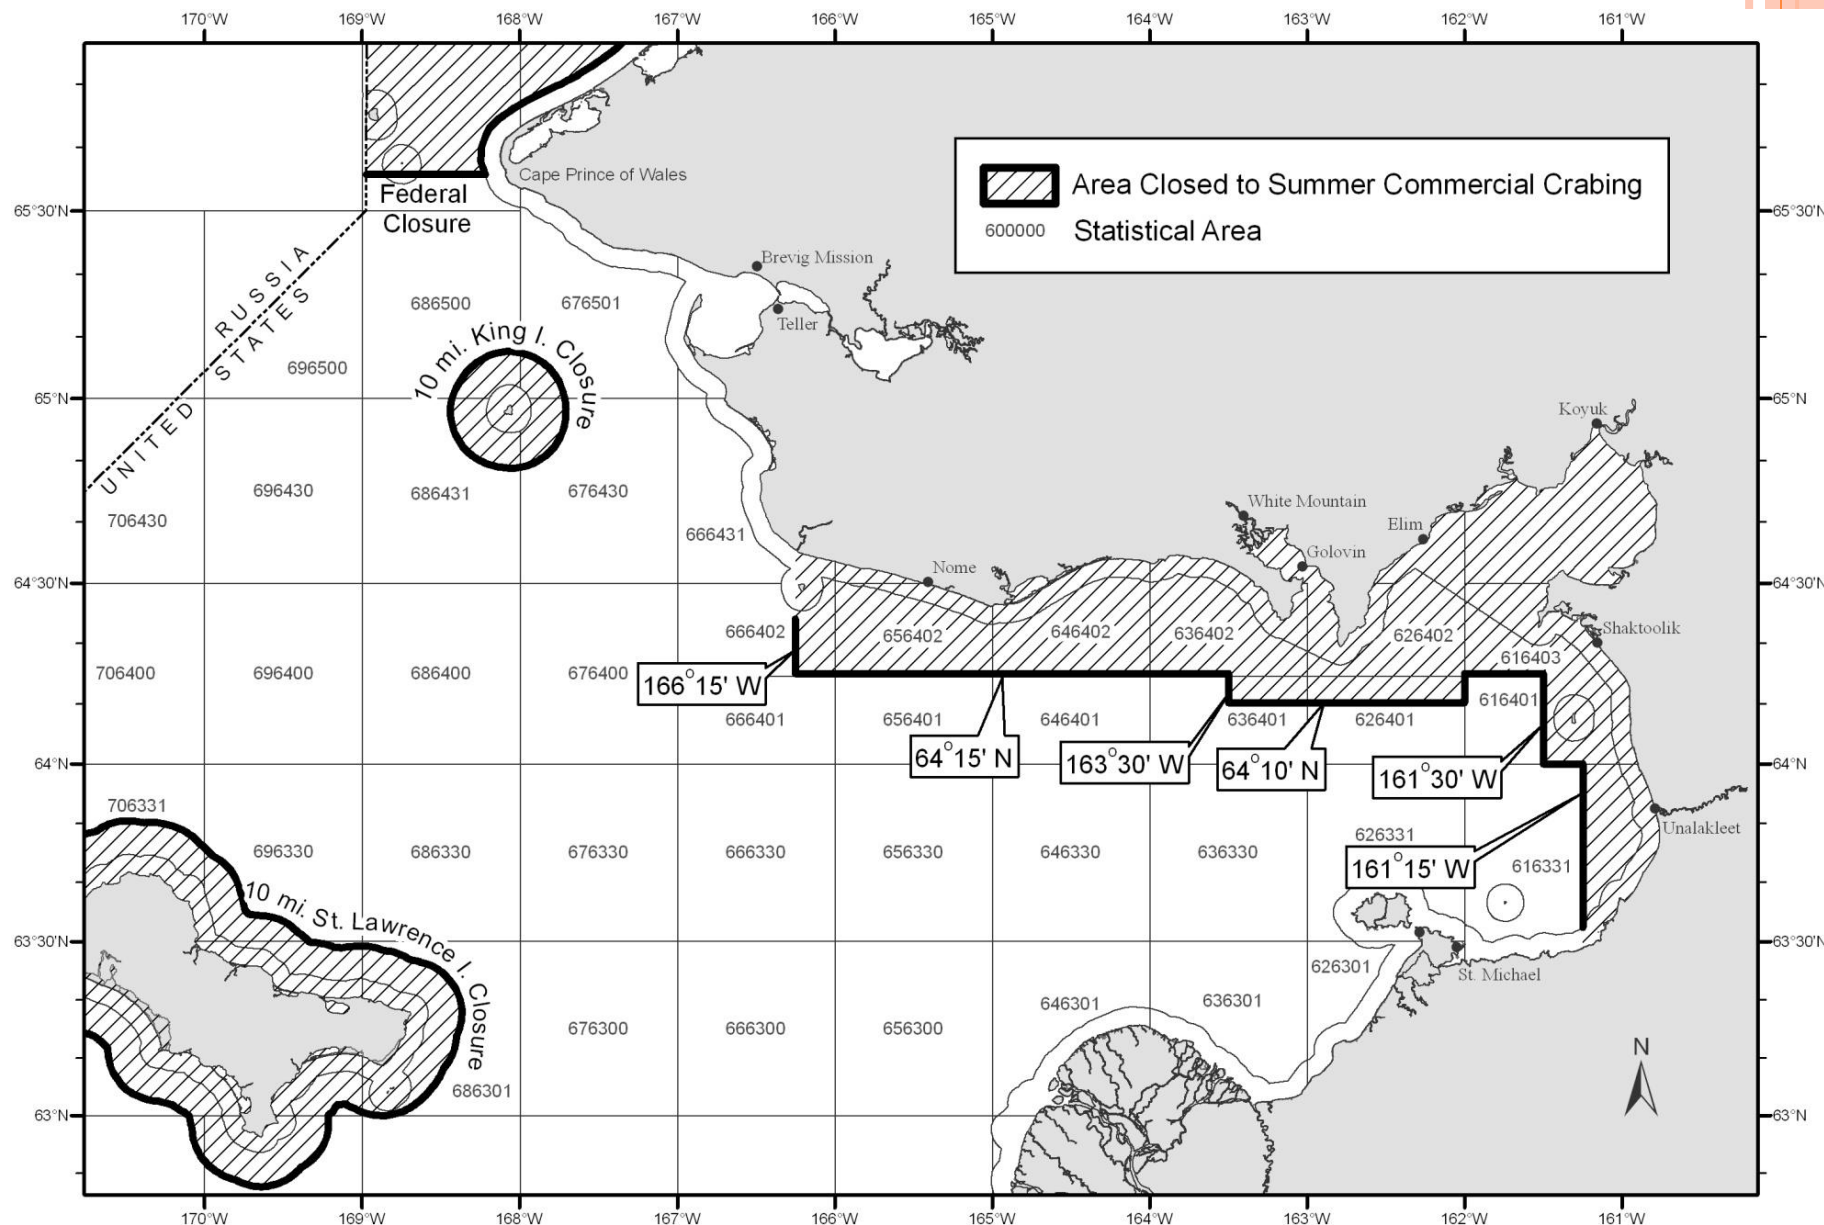 170°W 169°W 168°W 167°W 166°W 165°W 164°W 163°W 162°W 161°W
Cape Prince of Wales
Federal
Closure
Area Closed to Summer Commercial Crabing
600000 Statistical Area
65°30'N
65°30'N
RUSSIA
UNITED STATES
Brevig Mission
Teller
686500
676501
10 mi. King I. Closure
696500
65°N
65°N
Koyuk
696430
686431
676430
706430
666431
White Mountain
Elim
Golovin
64°30'N
64°30'N
Nome
666402
656402
646402
636402
626402
Shaktoolik
616403
706400
696400
686400
676400
166°15' W
616401
666401
656401
646401
636401
626401
64°15' N
163°30' W
64°10' N
161°30' W
64°N
64°N
706331
Unalakleet
626331
696330
686330
676330
666330
656330
646330
636330
161°15' W
616331
10 mi. St. Lawrence I. Closure
63°30'N
63°30'N
626301
St. Michael
646301
636301
676300
666300
656300
N
686301
63°N
63°N
170°W 169°W 168°W 167°W 166°W 165°W 164°W 163°W 162°W 161°W